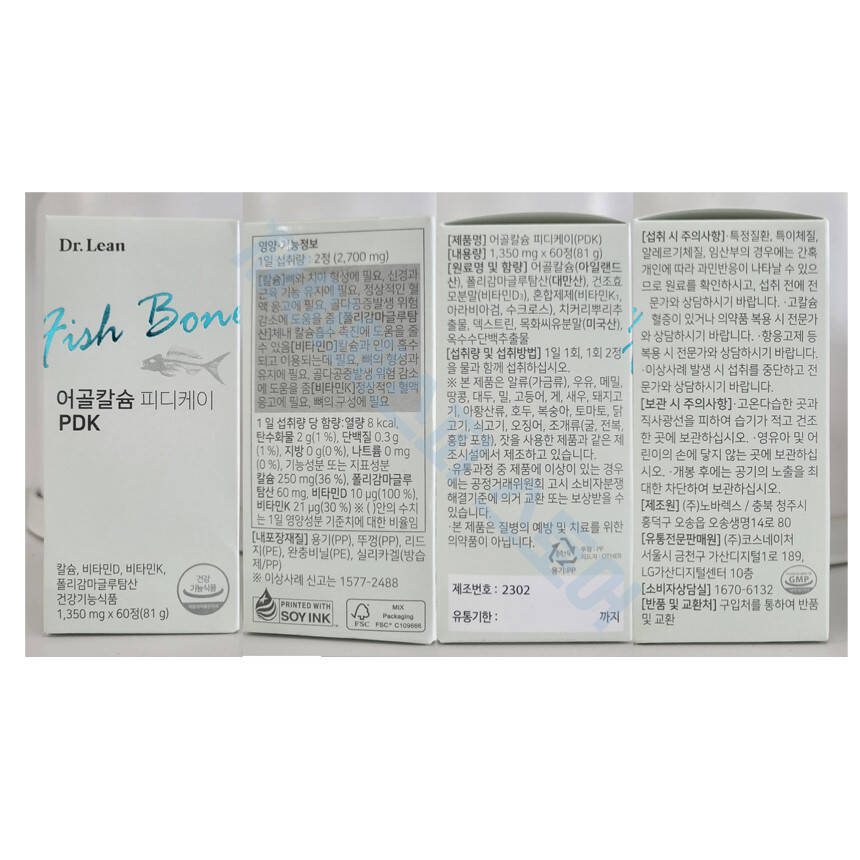 Dr.Lean
Fish Bone
어골칼슘 피디케이
PDK
칼슘, 비타민D, 비타민K,
폴리감마글루탐산
건강기능식품
1,350 mg x 60정(81 g)
건강
기능식품
영양·기능정보
1일 섭취량 : 2정 (2,700 mg)
[칼슘]뼈와 치아 형성에 필요, 신경과
근육 기능 유지에 필요, 정상적인 혈
액 응고에 필요, 골다공증발생 위험
감소에 도움을 줌 [폴리감마글루탐
산]체내 칼슘흡수 촉진에 도움을 줄
수 있음[비타민D]칼슘과 인이 흡수
되고 이용되는데 필요, 뼈의 형성과
유지에 필요, 골다공증발생 위험 감
소에 도움을 줌[비타민K]정상적인 혈액
응고에 필요, 뼈의 구성에 필요
1일 섭취량 당 함량:열량 8 kcal,
탄수화물 2 g(1 %), 단백질 0.3 g
(1 %), 지방 0 g(0 %), 나트륨 0 mg
(0 %), 기능성분 또는 지표성분
칼슘 250 mg(36 %), 폴리감마글루
탐산 60 mg, 비타민D 10 µg(100 %),
비타민K 21 µg(30 %) ※ ( )안의 수치
는 1일 영양성분 기준치에 대한 비율임
[내포장재질] 용기(PP), 뚜껑(PP), 리드
지(PE), 완충비닐(PE), 실리카겔(방습
제/PP)
※ 이상사례 신고는 1577-2488
PRINTED WITH
SOY INK
FSC
MIX
Packaging
FSC® C109666
[제품명] 어골칼슘 피디케이(PDK)
[내용량] 1,350 mg x 60정(81 g)
[원료명 및 함량] 어골칼슘(아일랜드
산), 폴리감마글루탐산(대만산), 건조효
모분말(비타민D₃), 혼합제제(비타민K₁,
아라비아검, 수크로스), 치커리뿌리추
출물, 덱스트린, 목화씨유분말(미국산),
옥수수단백추출물
[섭취량 및 섭취방법] 1일 1회, 1회 2정
을 물과 함께 섭취하십시오.
※ 본 제품은 알류(가금류), 우유, 메밀,
땅콩, 대두, 밀, 고등어, 게, 새우, 돼지고
기, 아황산류, 호두, 복숭아, 토마토, 닭
고기, 쇠고기, 오징어, 조개류(굴, 전복,
홍합 포함), 잣을 사용한 제품과 같은 제
조시설에서 제조하고 있습니다.
·유통과정 중 제품에 이상이 있는 경우
에는 공정거래위원회 고시 소비자분쟁
해결기준에 의거 교환 또는 보상받을 수
있습니다.
·본 제품은 질병의 예방 및 치료를 위한
의약품이 아닙니다.
제조번호 : 2302
유통기한 : 까지
[섭취 시 주의사항]·특정질환, 특이체질,
알레르기체질, 임산부의 경우에는 간혹
개인에 따라 과민반응이 나타날 수 있으
므로 원료를 확인하시고, 섭취 전에 전
문가와 상담하시기 바랍니다. ·고칼슘
혈증이 있거나 의약품 복용 시 전문가
와 상담하시기 바랍니다. ·항응고제 등
복용 시 전문가와 상담하시기 바랍니다.
·이상사례 발생 시 섭취를 중단하고 전
문가와 상담하시기 바랍니다.
[보관 시 주의사항]·고온다습한 곳과
직사광선을 피하여 습기가 적고 건조
한 곳에 보관하십시오. ·영유아 및 어
린이의 손에 닿지 않는 곳에 보관하십
시오. ·개봉 후에는 공기의 노출을 최
대한 차단하여 보관하십시오.
[제조원] (주)노바렉스 / 충북 청주시
흥덕구 오송읍 오송생명14로 80
[유통전문판매원] (주)코스네이처
서울시 금천구 가산디지털1로 189,
LG가산디지털센터 10층
[소비자상담실] 1670-6132
[반품 및 교환처] 구입처를 통하여 반품
및 교환
GMP